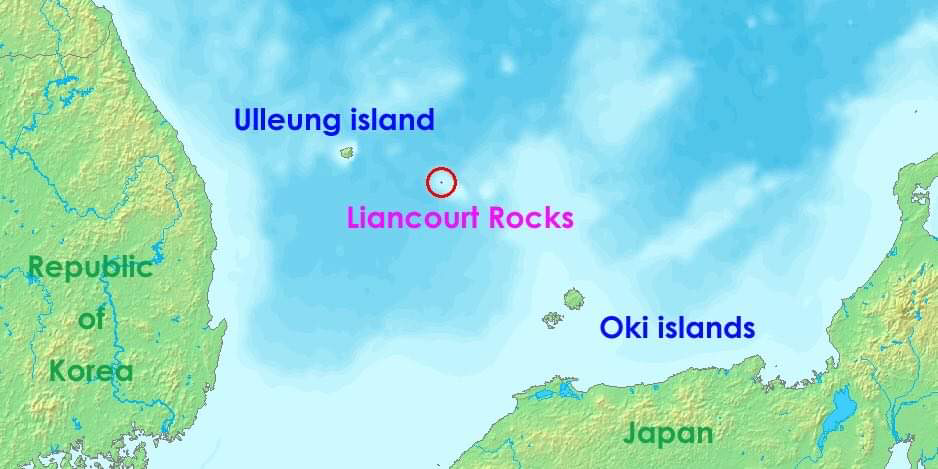 Ulleung island
Liancourt Rocks
Republic
of
Korea
Oki islands
Japan